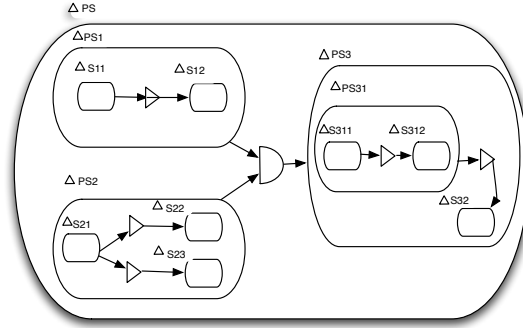 △ PS
△ PS1
△ S11
△ S12
△ PS2
△ S21
△ S22
△ S23
△ PS3
△ PS31
△ S311
△ S312
△ S32